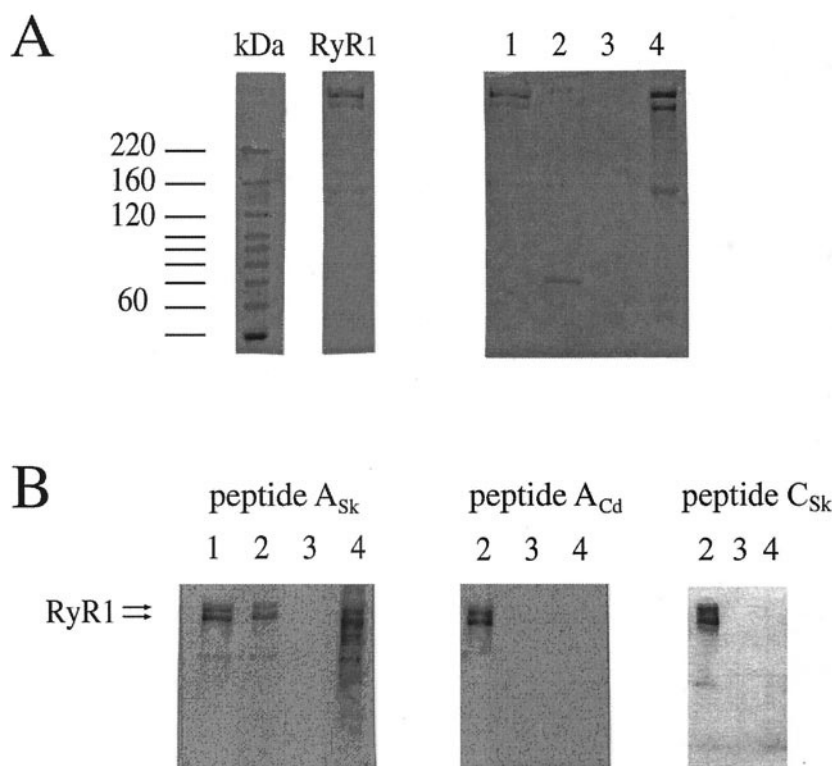 A
kDa RyR1 1 2 3 4
220
160
120
60
B
peptide A_Sk peptide A_Cd peptide C_Sk
1 2 3 4 2 3 4 2 3 4
RyR1